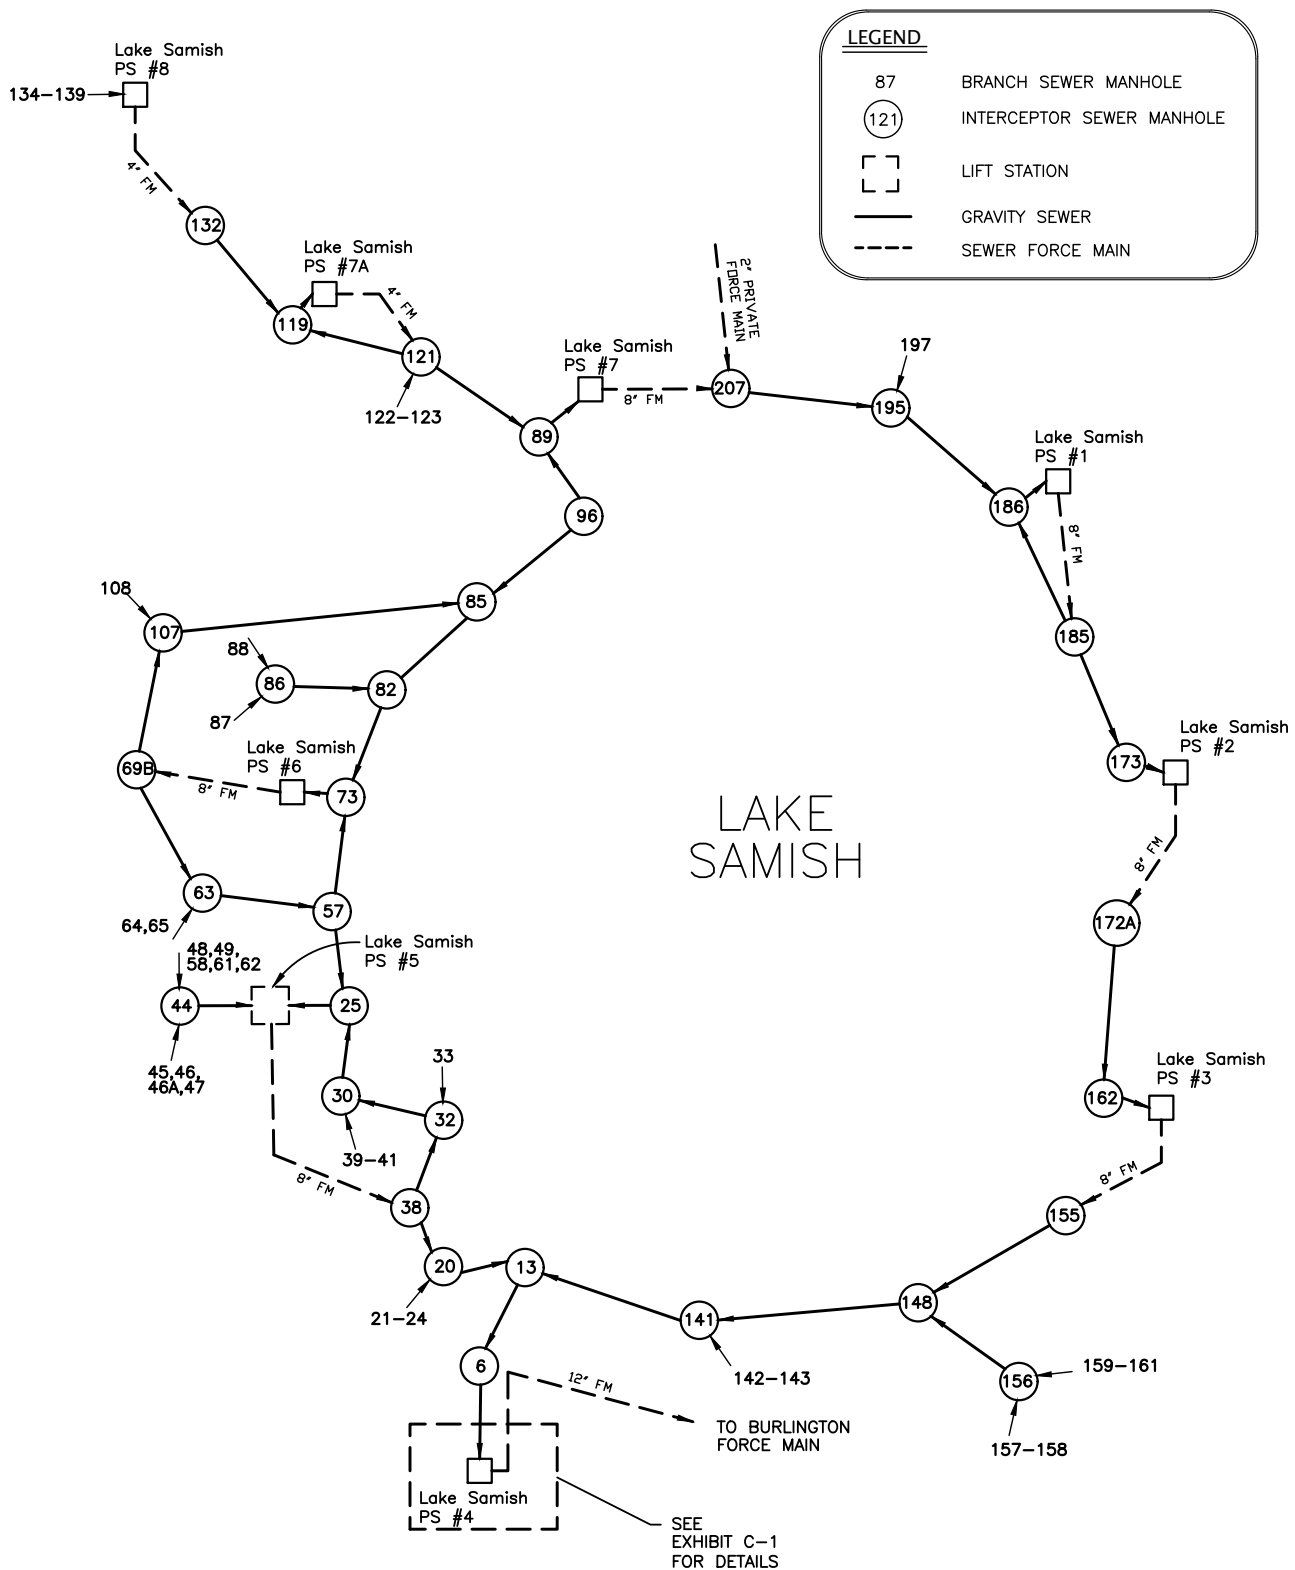 LEGEND
87 BRANCH SEWER MANHOLE
121 INTERCEPTOR SEWER MANHOLE
LIFT STATION
GRAVITY SEWER
SEWER FORCE MAIN
Lake Samish
PS #8
134-139
4" FM
132
Lake Samish
PS #7A
4" FM
119
121
122-123
Lake Samish
PS #7
8" FM
89
2" PRIVATE
FORCE MAIN
207
197
195
Lake Samish
PS #1
186
8" FM
96
85
108
107
88
86
87
82
185
Lake Samish
PS #2
173
69B
8" FM
Lake Samish
PS #6
73
LAKE
SAMISH
8" FM
63
64,65
57
172A
48,49,
58,61,62
Lake Samish
PS #5
44
25
45,46,
46A,47
33
30
32
39-41
Lake Samish
PS #3
162
8" FM
8" FM
38
155
20
21-24
13
148
141
142-143
6
12" FM
156
159-161
157-158
TO BURLINGTON
FORCE MAIN
Lake Samish
PS #4
SEE
EXHIBIT C-1
FOR DETAILS